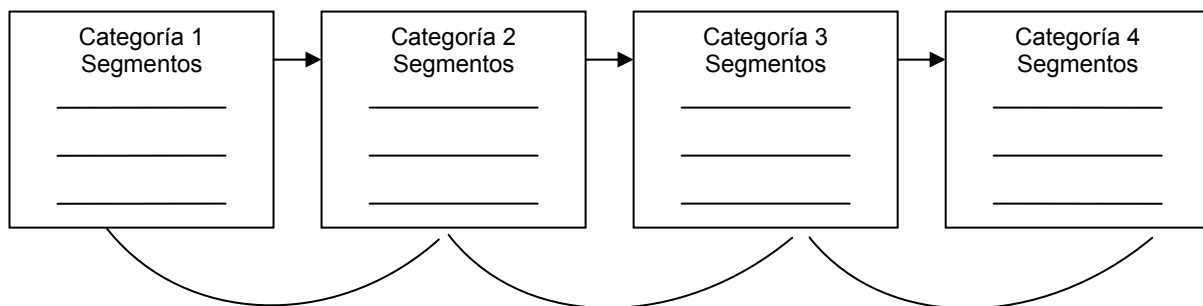 Categoría 1
Segmentos
Categoría 2
Segmentos
Categoría 3
Segmentos
Categoría 4
Segmentos